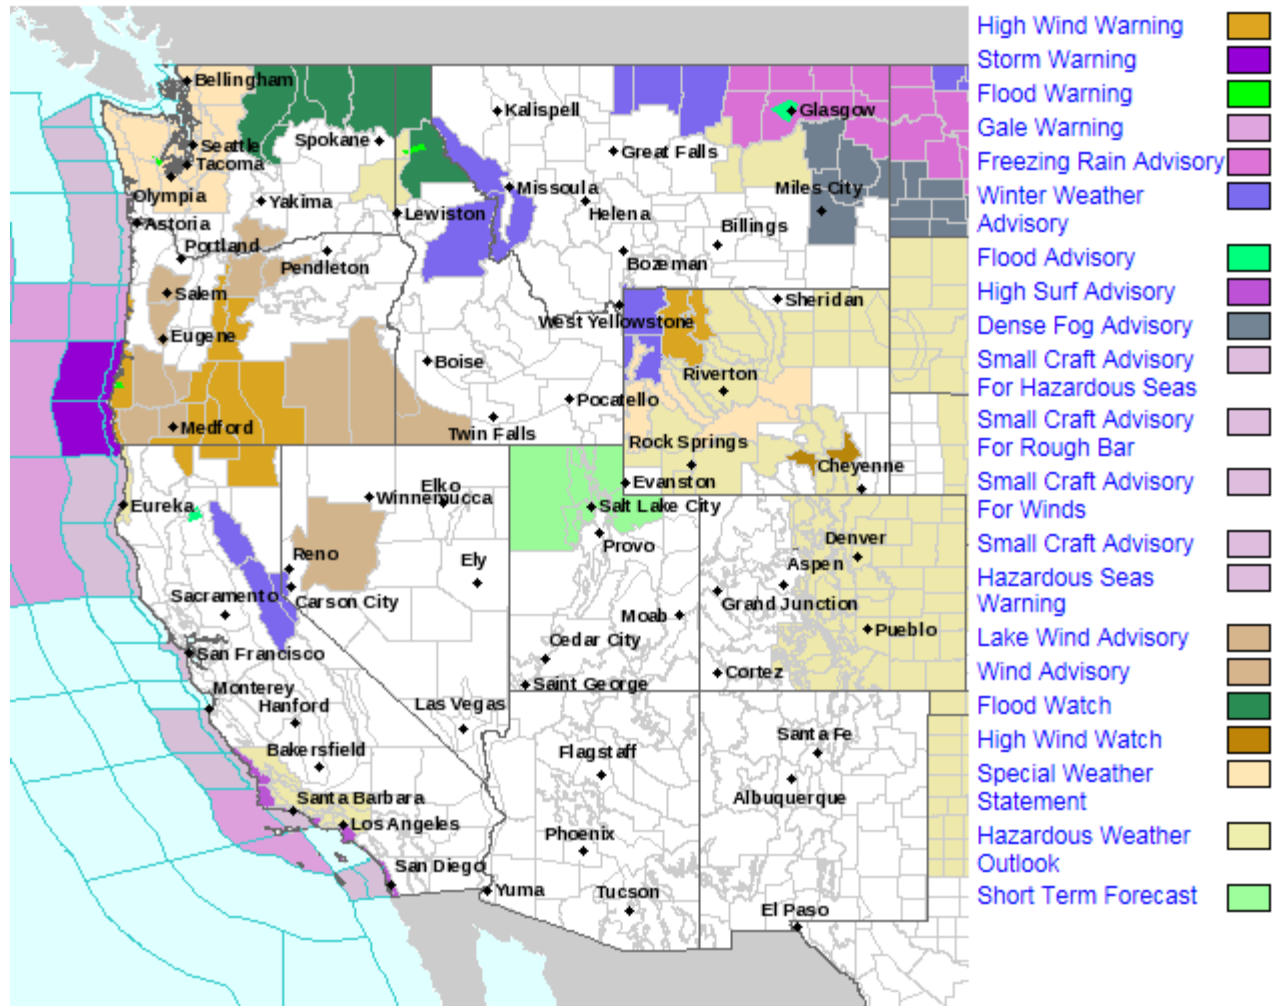 Bellingham
Seattle
Tacoma
Olympia
Spokane
Yakima
Astoria
Portland
Pendleton
Salem
Eugene
Medford
Kalispell
Great Falls
Glasgow
Missoula
Helena
Miles City
Billings
Lewiston
Bozeman
West Yellowstone
Sheridan
Boise
Pocatello
Twin Falls
Riverton
Rock Springs
Cheyenne
Evanston
Eureka
Elko
Winnemucca
Reno
Ely
Carson City
Sacramento
San Francisco
Monterey
Hanford
Las Vegas
Bakersfield
Santa Barbara
Los Angeles
San Diego
Salt Lake City
Provo
Moab
Cedar City
Saint George
Denver
Aspen
Grand Junction
Pueblo
Cortez
Flagstaff
Phoenix
Yuma
Tucson
Santa Fe
Albuquerque
El Paso
High Wind Warning
Storm Warning
Flood Warning
Gale Warning
Freezing Rain Advisory
Winter Weather
Advisory
Flood Advisory
High Surf Advisory
Dense Fog Advisory
Small Craft Advisory
For Hazardous Seas
Small Craft Advisory
For Rough Bar
Small Craft Advisory
For Winds
Small Craft Advisory
Hazardous Seas
Warning
Lake Wind Advisory
Wind Advisory
Flood Watch
High Wind Watch
Special Weather
Statement
Hazardous Weather
Outlook
Short Term Forecast